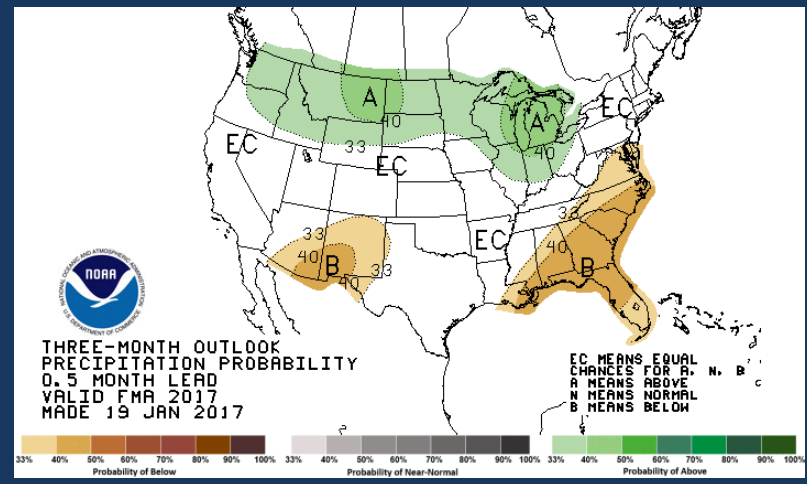 A
A
40
EC
EC
40
33
EC
33
33
EC
40
33
40
B
33
40
B
NATIONAL OCEANIC AND ATMOSPHERIC ADMINISTRATION
NOAA
U.S. DEPARTMENT OF COMMERCE
THREE-MONTH OUTLOOK
PRECIPITATION PROBABILITY
0.5 MONTH LEAD
VALID FMA 2017
MADE 19 JAN 2017
EC MEANS EQUAL
CHANCES FOR A, N, B
A MEANS ABOVE
N MEANS NORMAL
B MEANS BELOW
33% 40% 50% 60% 70% 80% 90% 100%
Probability of Below
33% 40% 50% 60% 70% 80% 90% 100%
Probability of Near-Normal
33% 40% 50% 60% 70% 80% 90% 100%
Probability of Above